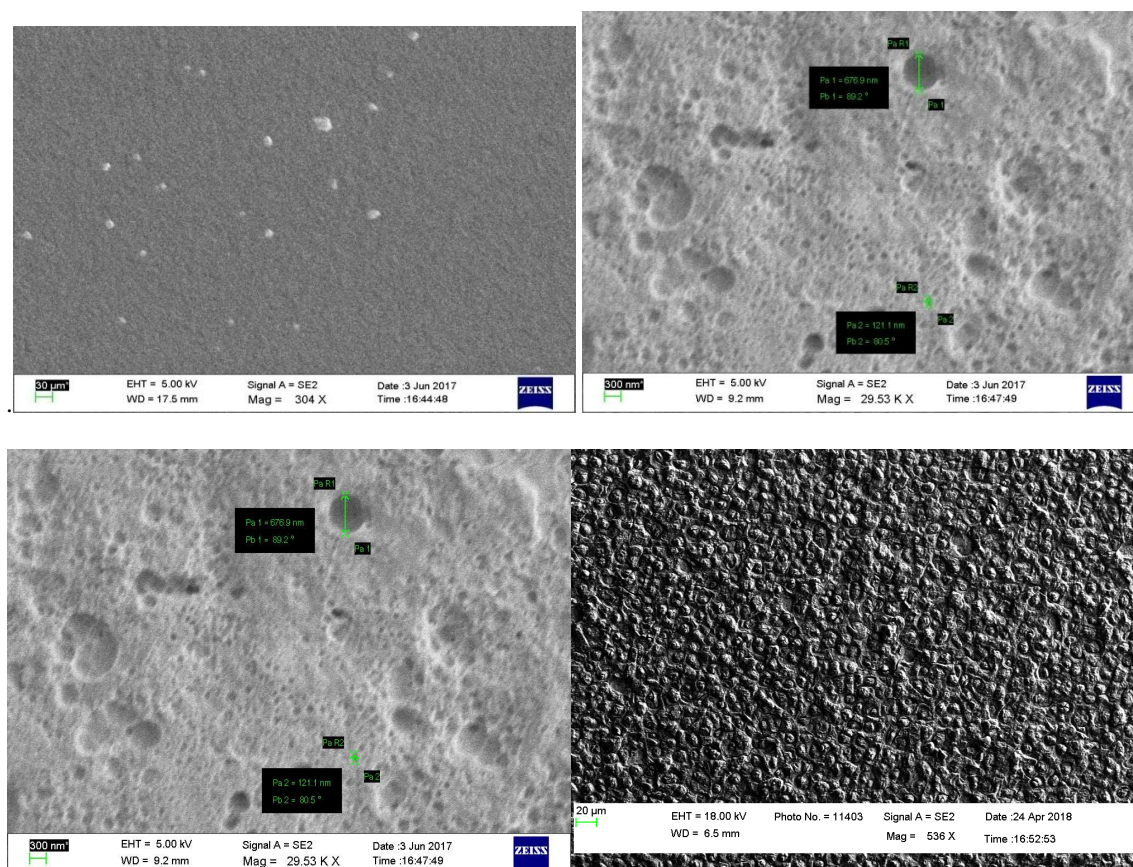 30 µm*
EHT = 5.00 kV
Signal A = SE2
Date :3 Jun 2017
WD = 17.5 mm
Mag = 304 X
Time :16:44:48
ZEISS
Pa R1
Pa 1 = 676.9 nm
Pb 1 = 89.2 °
Pa 1
Pa R2
Pa 2 = 121.1 nm
Pb 2 = 80.5 °
Pa 2
300 nm*
EHT = 5.00 kV
Signal A = SE2
Date :3 Jun 2017
WD = 9.2 mm
Mag = 29.53 K X
Time :16:47:49
ZEISS
Pa R1
Pa 1 = 676.9 nm
Pb 1 = 89.2 °
Pa 1
Pa R2
Pa 2 = 121.1 nm
Pb 2 = 80.5 °
Pa 2
300 nm*
EHT = 5.00 kV
Signal A = SE2
Date :3 Jun 2017
WD = 9.2 mm
Mag = 29.53 K X
Time :16:47:49
ZEISS
20 µm
EHT = 18.00 kV
Photo No. = 11403
Signal A = SE2
Date :24 Apr 2018
WD = 6.5 mm
Mag = 536 X
Time :16:52:53